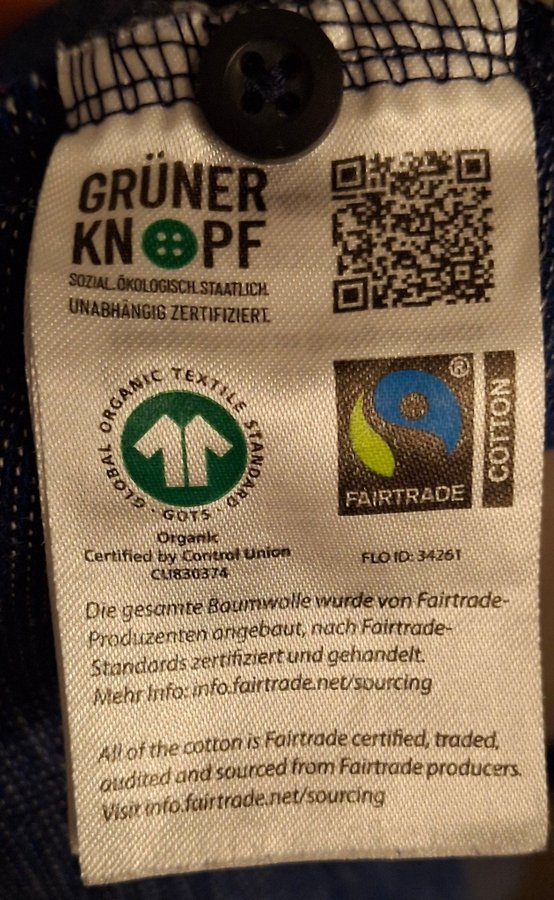 GRÜNER
KNOPF
SOZIAL. ÖKOLOGISCH. STAATLICH.
UNABHÄNGIG ZERTIFIZIERT.
GLOBAL ORGANIC TEXTILE STANDARD · GOTS ·
Organic
Certified by Control Union
CU830374
®
FAIRTRADE
COTTON
FLO ID: 34261
Die gesamte Baumwolle wurde von Fairtrade-
Produzenten angebaut, nach Fairtrade-
Standards zertifiziert und gehandelt.
Mehr Info: info.fairtrade.net/sourcing
All of the cotton is Fairtrade certified, traded,
audited and sourced from Fairtrade producers.
Visit info.fairtrade.net/sourcing